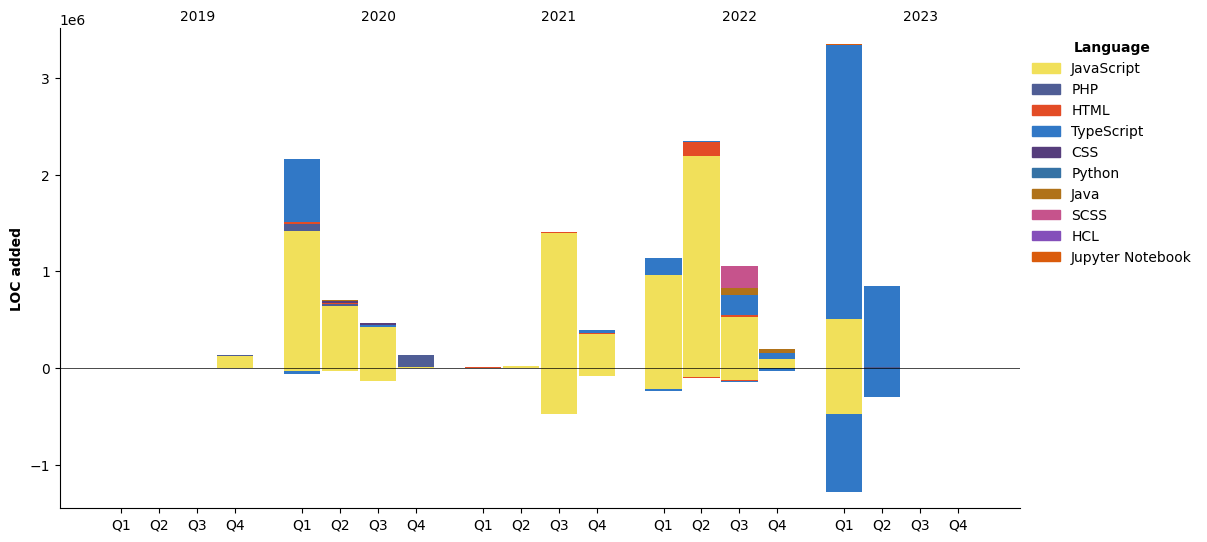 1e6
2019 2020 2021 2022 2023
3
2
1
0
−1
LOC added
Q1 Q2 Q3 Q4 Q1 Q2 Q3 Q4 Q1 Q2 Q3 Q4 Q1 Q2 Q3 Q4 Q1 Q2 Q3 Q4
Language
JavaScript
PHP
HTML
TypeScript
CSS
Python
Java
SCSS
HCL
Jupyter Notebook